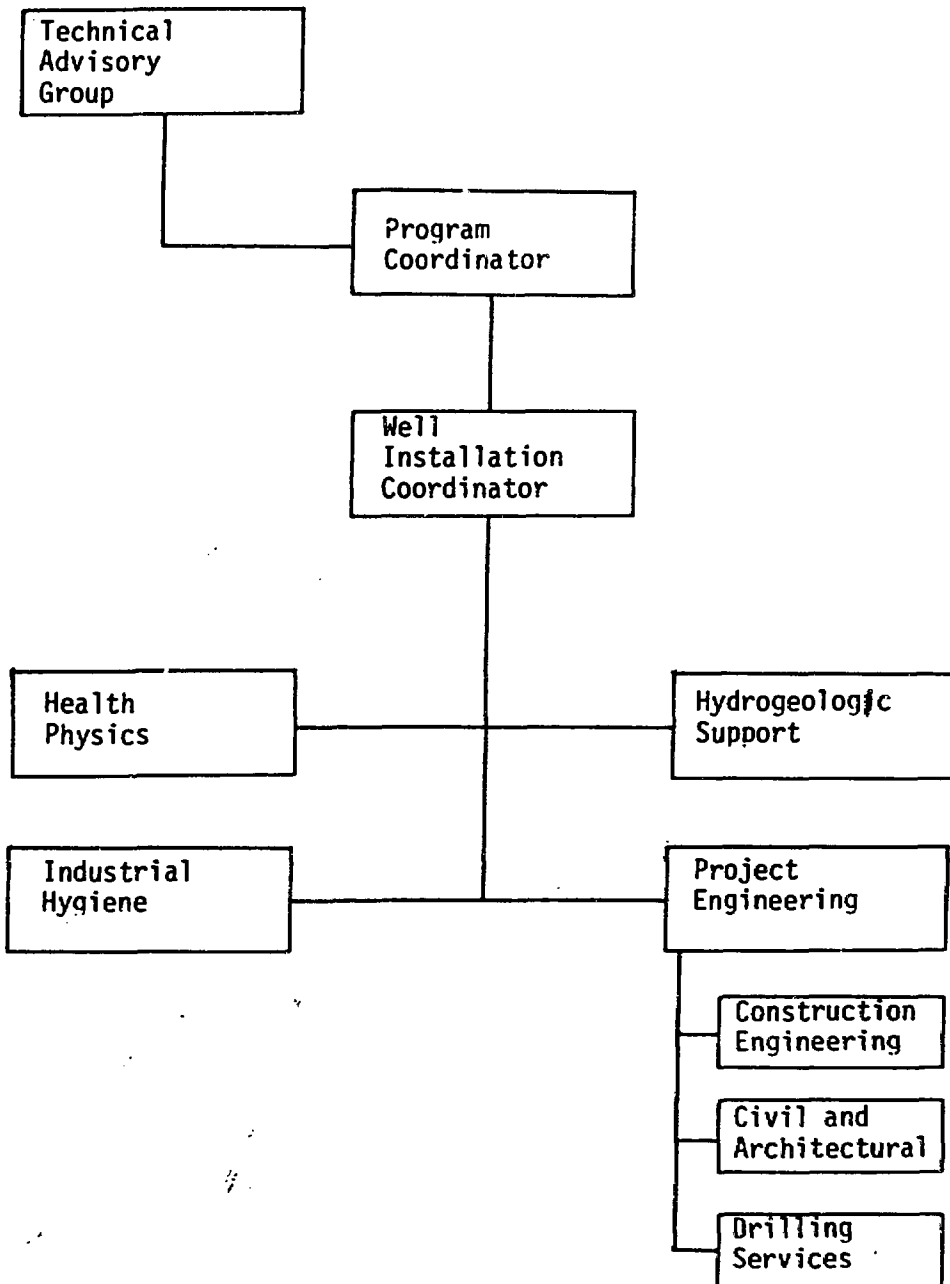 Technical
Advisory
Group
Program
Coordinator
Well
Installation
Coordinator
Health
Physics
Hydrogeologic
Support
Industrial
Hygiene
Project
Engineering
Construction
Engineering
Civil and
Architectural
Drilling
Services